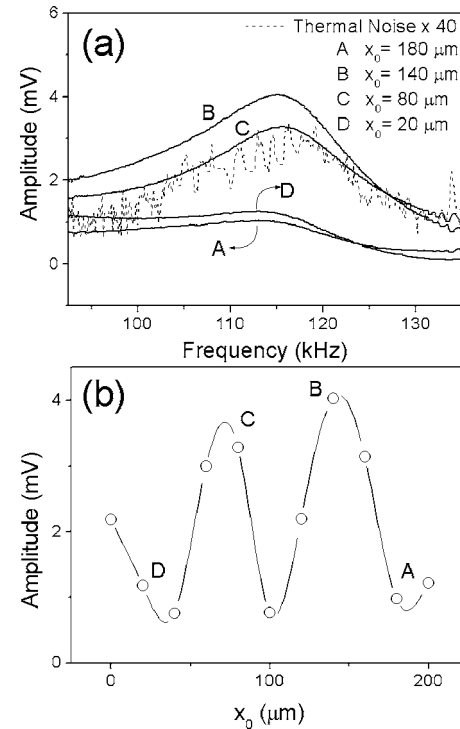 (a)
Thermal Noise x 40
A x₀= 180 μm
B x₀= 140 μm
C x₀= 80 μm
D x₀= 20 μm
B
C
D
A
Amplitude (mV)
6
4
2
0
100 110 120 130
Frequency (kHz)
(b)
B
C
D
A
Amplitude (mV)
4
2
0
0 100 200
x₀ (μm)